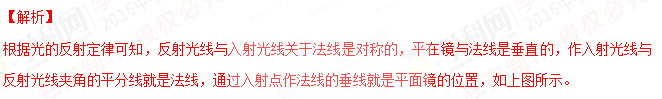 【解析】
根据光的反射定律可知，反射光线与入射光线关于法线是对称的，平在镜与法线是垂直的，作入射光线与
反射光线夹角的平分线就是法线，通过入射点作法线的垂线就是平面镜的位置，如上图所示。